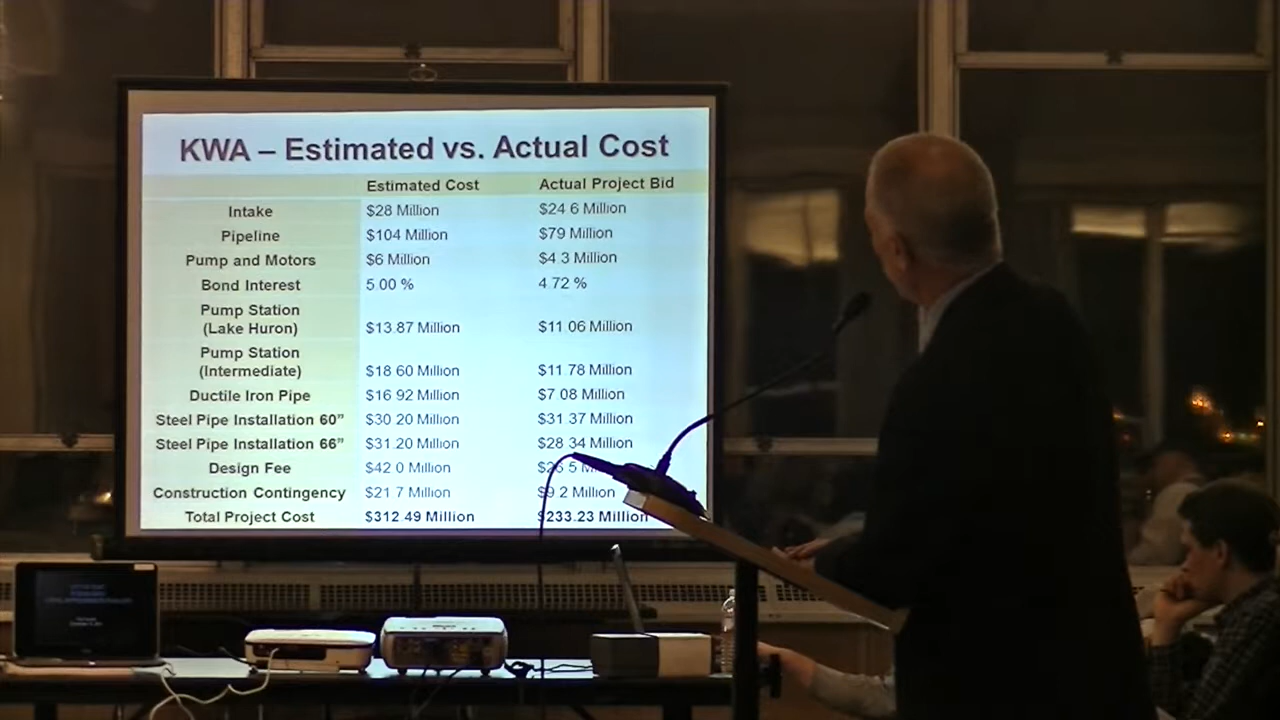 KWA – Estimated vs. Actual Cost
Estimated Cost Actual Project Bid
Intake $28 Million $24 6 Million
Pipeline $104 Million $79 Million
Pump and Motors $6 Million $4 3 Million
Bond Interest 5 00 % 4 72 %
Pump Station
(Lake Huron) $13.87 Million $11 06 Million
Pump Station
(Intermediate) $18 60 Million $11 78 Million
Ductile Iron Pipe $16 92 Million $7 08 Million
Steel Pipe Installation 60” $30 20 Million $31 37 Million
Steel Pipe Installation 66” $31 20 Million $28 34 Million
Design Fee $42 0 Million
Construction Contingency $21 7 Million $9 2 Million
Total Project Cost $312 49 Million $233.23 Million